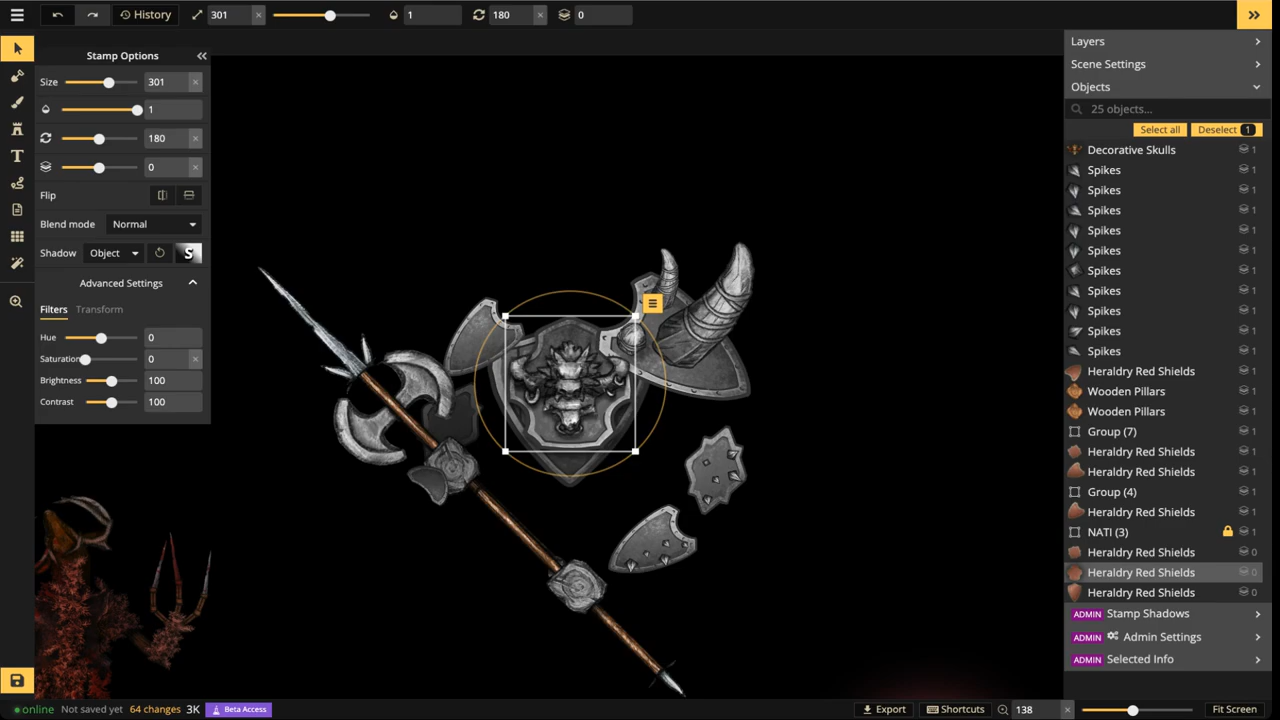 History 301 × 1 180 × 0
Stamp Options
Size 301 ×
1
180 ×
0 ×
Flip
Blend mode Normal
Shadow Object S
Advanced Settings
Filters Transform
Hue 0
Saturation 0 ×
Brightness 100
Contrast 100
Layers
Scene Settings
Objects
25 objects...
Select all Deselect 1
Decorative Skulls 1
Spikes 1
Spikes 1
Spikes 1
Spikes 1
Spikes 1
Spikes 1
Spikes 1
Spikes 1
Spikes 1
Spikes 1
Heraldry Red Shields 1
Wooden Pillars 1
Wooden Pillars 1
Group (7) 1
Heraldry Red Shields 1
Heraldry Red Shields 1
Group (4) 1
Heraldry Red Shields 1
NATI (3) 1
Heraldry Red Shields 0
Heraldry Red Shields 0
Heraldry Red Shields 0
ADMIN Stamp Shadows
ADMIN Admin Settings
ADMIN Selected Info
online Not saved yet 64 changes 3K Beta Access Export Shortcuts 138 × Fit Screen